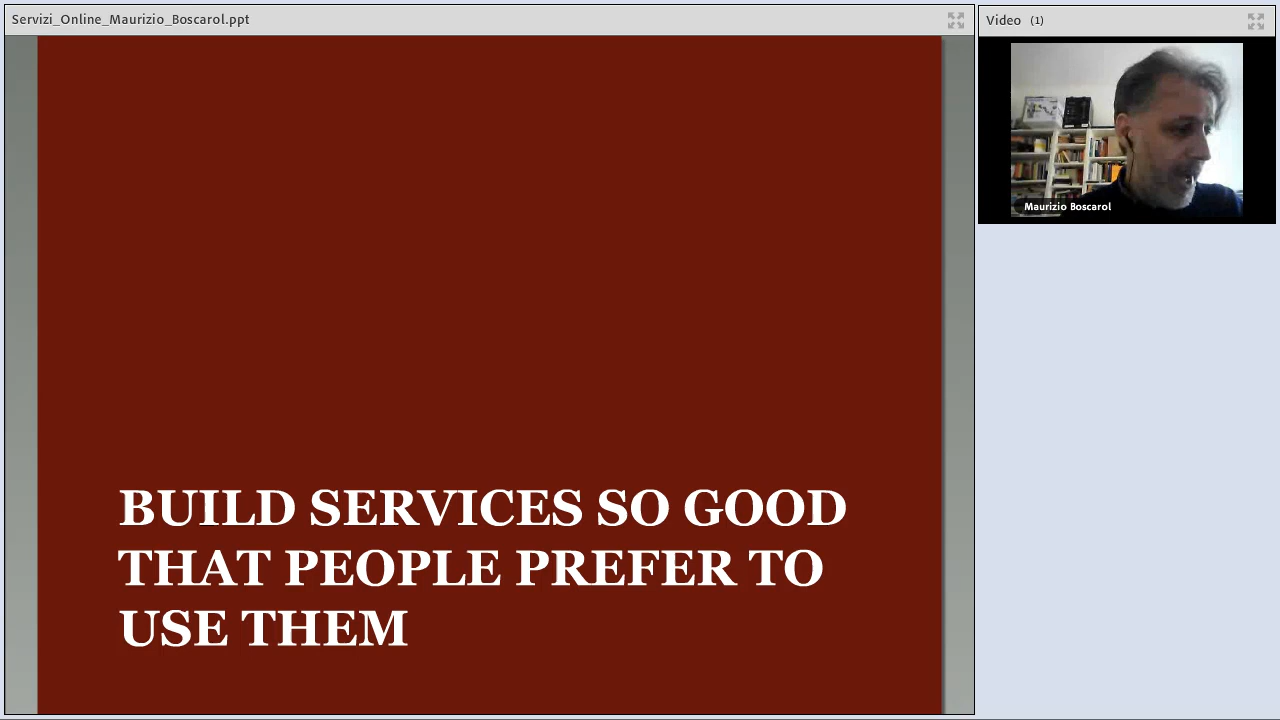 Servizi_Online_Maurizio_Boscarol.ppt
Video (1)
Maurizio Boscarol
BUILD SERVICES SO GOOD
THAT PEOPLE PREFER TO
USE THEM